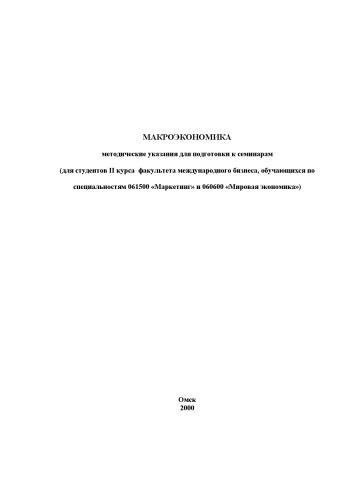 МАКРОЭКОНОМИКА
методические указания для подготовки к семинарам
(для студентов II курса факультета международного бизнеса, обучающихся по
специальностям 061500 «Маркетинг» и 060600 «Мировая экономика»)
Омск
2000